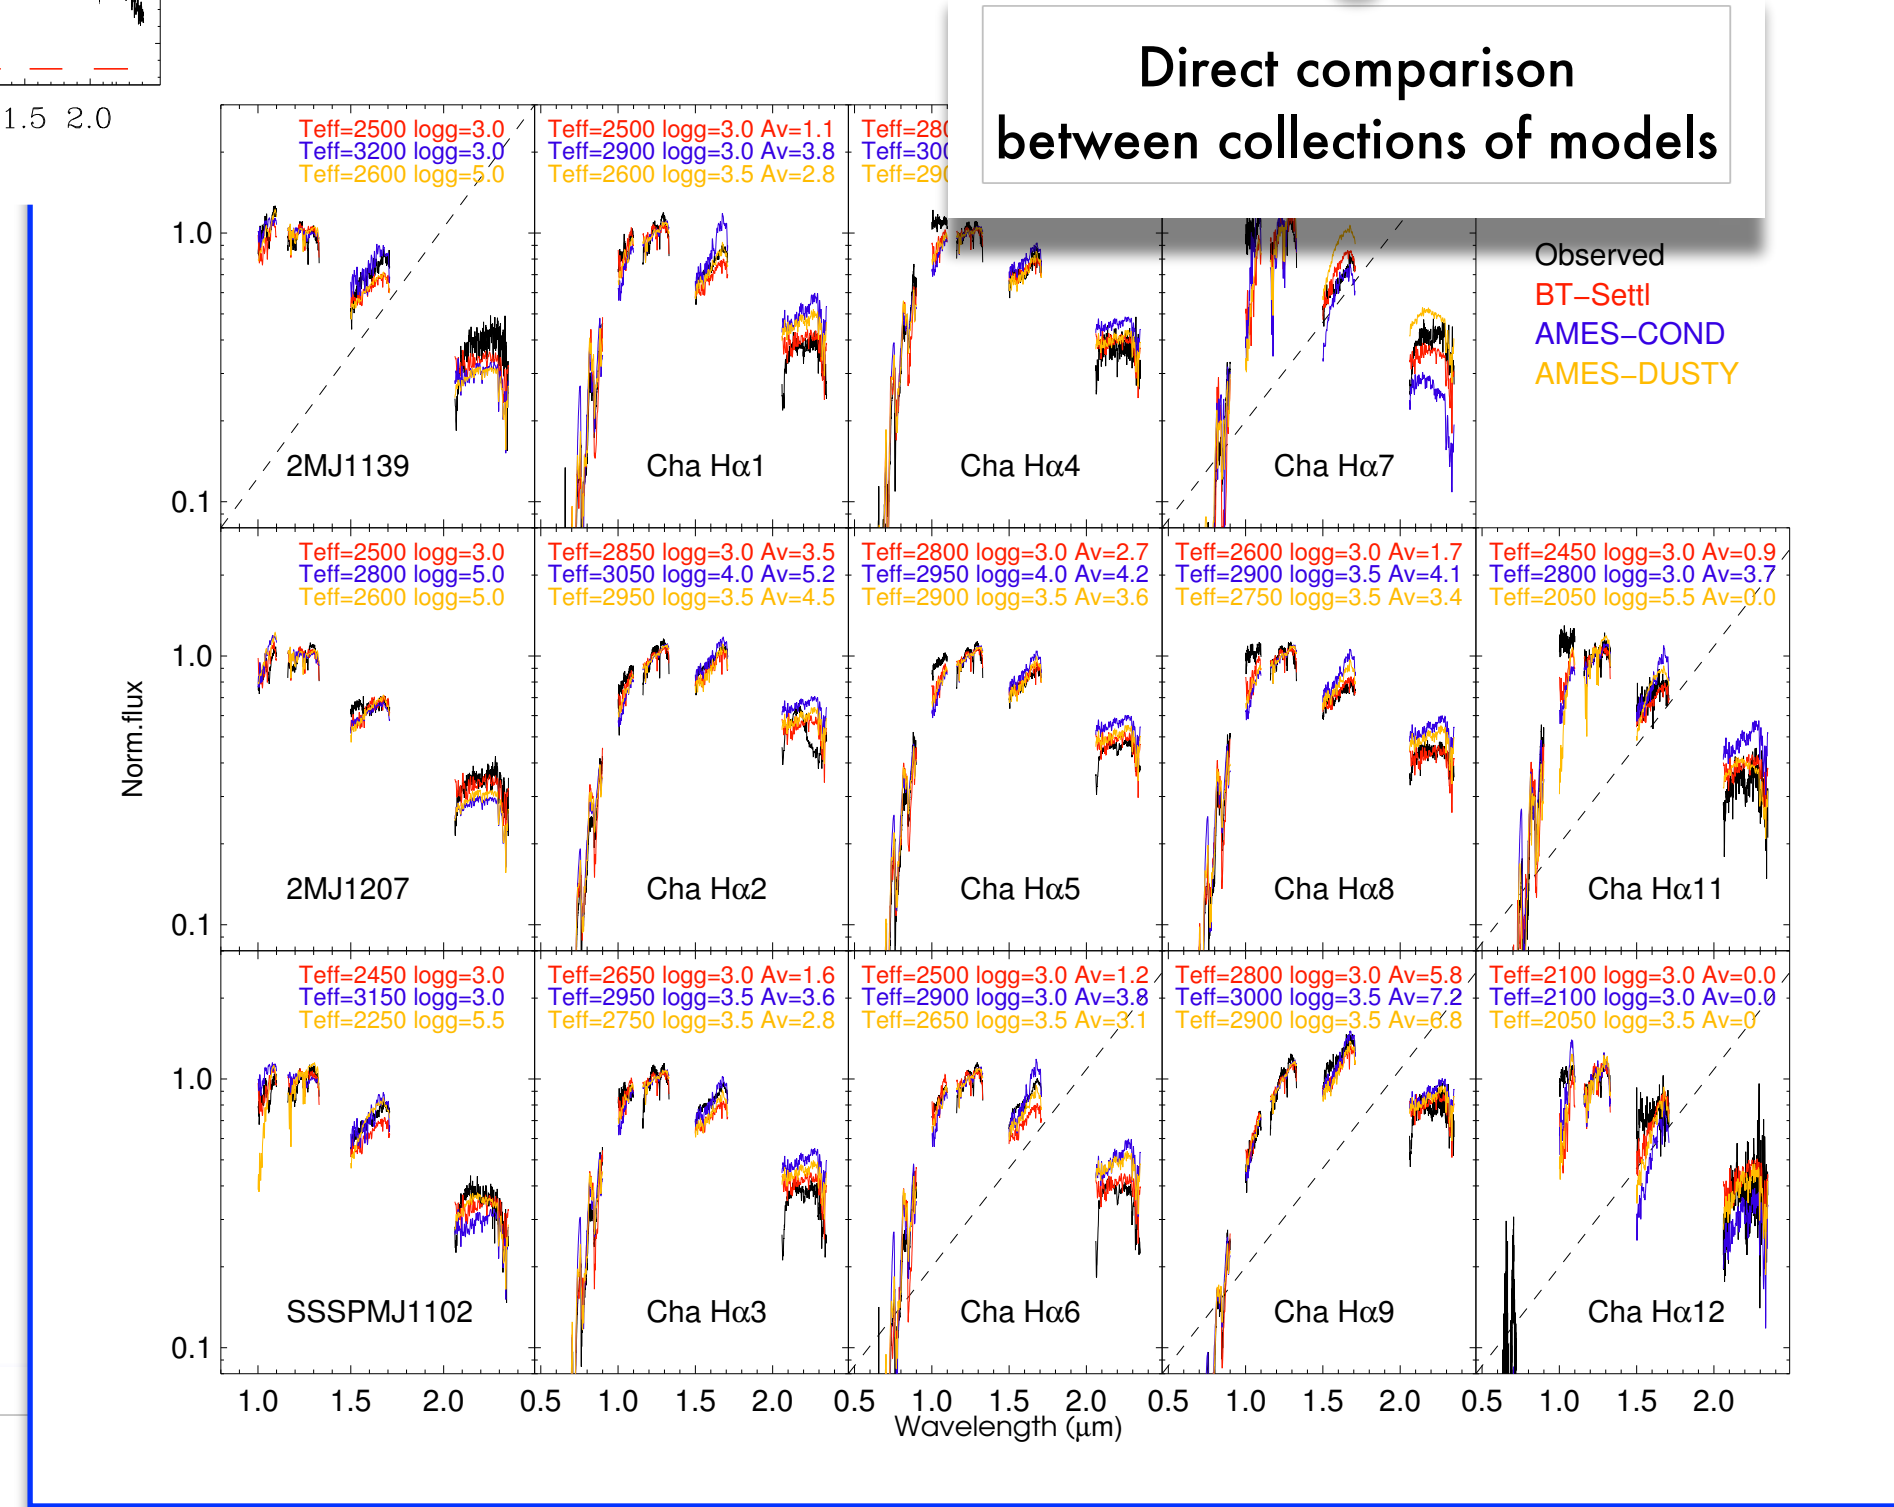 Direct comparison
between collections of models
1.5 2.0
Teff=2500 logg=3.0
Teff=3200 logg=3.0
Teff=2600 logg=5.0
1.0
0.1
2MJ1139
Teff=2500 logg=3.0 Av=1.1
Teff=2900 logg=3.0 Av=3.8
Teff=2600 logg=3.5 Av=2.8
Cha Hα1
Cha Hα4
Cha Hα7
Observed
BT−Settl
AMES−COND
AMES−DUSTY
Norm.flux
Teff=2500 logg=3.0
Teff=2800 logg=5.0
Teff=2600 logg=5.0
1.0
0.1
2MJ1207
Teff=2850 logg=3.0 Av=3.5
Teff=3050 logg=4.0 Av=5.2
Teff=2950 logg=3.5 Av=4.5
Cha Hα2
Teff=2800 logg=3.0 Av=2.7
Teff=2950 logg=4.0 Av=4.2
Teff=2900 logg=3.5 Av=3.6
Cha Hα5
Teff=2600 logg=3.0 Av=1.7
Teff=2900 logg=3.5 Av=4.1
Teff=2750 logg=3.5 Av=3.4
Cha Hα8
Teff=2450 logg=3.0 Av=0.9
Teff=2800 logg=3.0 Av=3.7
Teff=2050 logg=5.5 Av=0.0
Cha Hα11
Teff=2450 logg=3.0
Teff=3150 logg=3.0
Teff=2250 logg=5.5
1.0
0.1
SSSPMJ1102
Teff=2650 logg=3.0 Av=1.6
Teff=2950 logg=3.5 Av=3.6
Teff=2750 logg=3.5 Av=2.8
Cha Hα3
Teff=2500 logg=3.0 Av=1.2
Teff=2900 logg=3.0 Av=3.8
Teff=2650 logg=3.5 Av=3.1
Cha Hα6
Teff=2800 logg=3.0 Av=5.8
Teff=3000 logg=3.5 Av=7.2
Teff=2900 logg=3.5 Av=6.8
Cha Hα9
Teff=2100 logg=3.0 Av=0.0
Teff=2100 logg=3.0 Av=0.0
Teff=2050 logg=3.5 Av=0
Cha Hα12
1.0 1.5 2.0 0.5 1.0 1.5 2.0 0.5 1.0 1.5 2.0 0.5 1.0 1.5 2.0 0.5 1.0 1.5 2.0
Wavelength (μm)